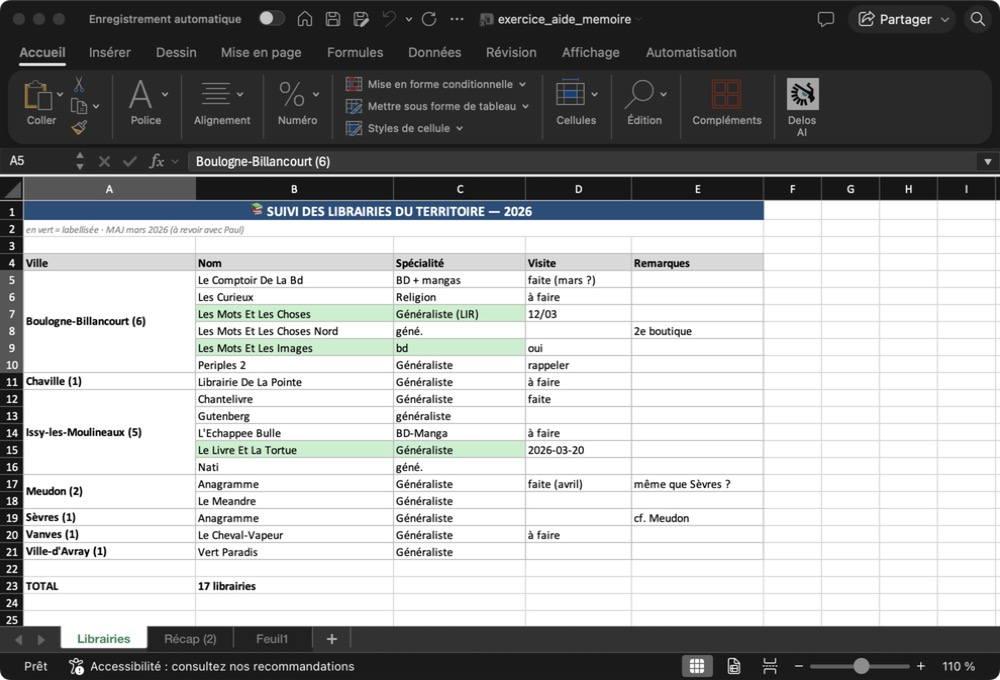 Enregistrement automatique
exercice_aide_memoire
Partager
Accueil Insérer Dessin Mise en page Formules Données Révision Affichage Automatisation
Coller
Police
Alignement
Numéro
Mise en forme conditionnelle
Mettre sous forme de tableau
Styles de cellule
Cellules
Édition
Compléments
Delos AI
A5 fx Boulogne-Billancourt (6)
A B C D E F G H I
1 SUIVI DES LIBRAIRIES DU TERRITOIRE — 2026
2 en vert = labellisée - MAJ mars 2026 (à revoir avec Paul)
3
4 Ville Nom Spécialité Visite Remarques
5 Le Comptoir De La Bd BD + mangas faite (mars ?)
6 Les Curieux Religion à faire
7 Les Mots Et Les Choses Généraliste (LIR) 12/03
Boulogne-Billancourt (6)
8 Les Mots Et Les Choses Nord géné. 2e boutique
9 Les Mots Et Les Images bd oui
10 Periples 2 Généraliste rappeler
11 Chaville (1) Librairie De La Pointe Généraliste à faire
12 Chantelivre Généraliste faite
13 Gutenberg généraliste
14 Issy-les-Moulineaux (5) L'Echappee Bulle BD-Manga à faire
15 Le Livre Et La Tortue Généraliste 2026-03-20
16 Nati géné.
17 Meudon (2) Anagramme Généraliste faite (avril) même que Sèvres ?
18 Le Meandre Généraliste
19 Sèvres (1) Anagramme Généraliste cf. Meudon
20 Vanves (1) Le Cheval-Vapeur Généraliste à faire
21 Ville-d'Avray (1) Vert Paradis Généraliste
22
23 TOTAL 17 librairies
24
25
Librairies Récap (2) Feuil1 +
Prêt Accessibilité : consultez nos recommandations − + 110 %